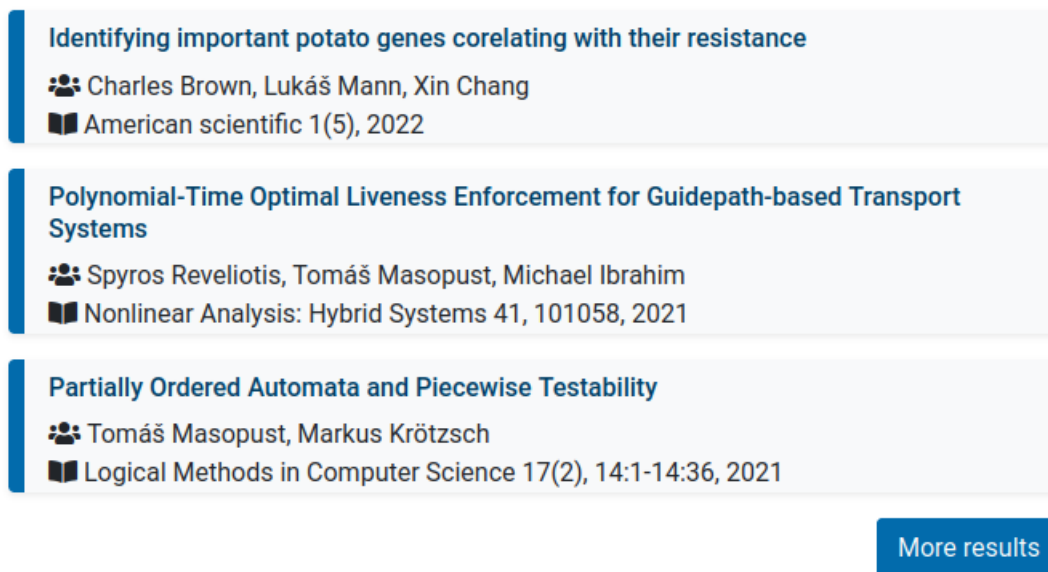 Identifying important potato genes corelating with their resistance
Charles Brown, Lukáš Mann, Xin Chang
American scientific 1(5), 2022
Polynomial-Time Optimal Liveness Enforcement for Guidepath-based Transport
Systems
Spyros Reveliotis, Tomáš Masopust, Michael Ibrahim
Nonlinear Analysis: Hybrid Systems 41, 101058, 2021
Partially Ordered Automata and Piecewise Testability
Tomáš Masopust, Markus Krötzsch
Logical Methods in Computer Science 17(2), 14:1-14:36, 2021
More results